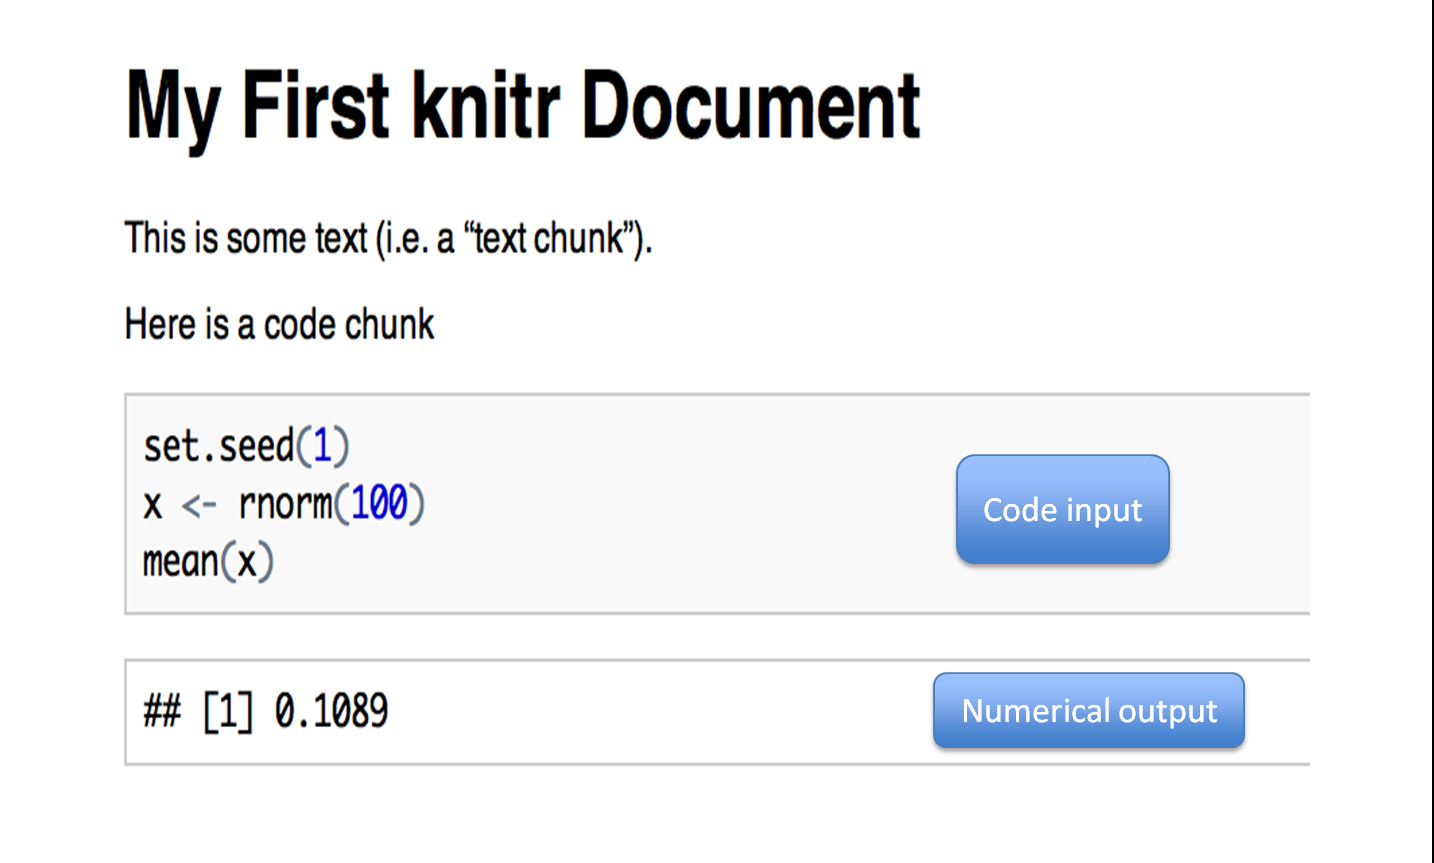 My First knitr Document
This is some text (i.e. a “text chunk”).
Here is a code chunk
set.seed(1)
x <- rnorm(100)
mean(x)
Code input
## [1] 0.1089
Numerical output